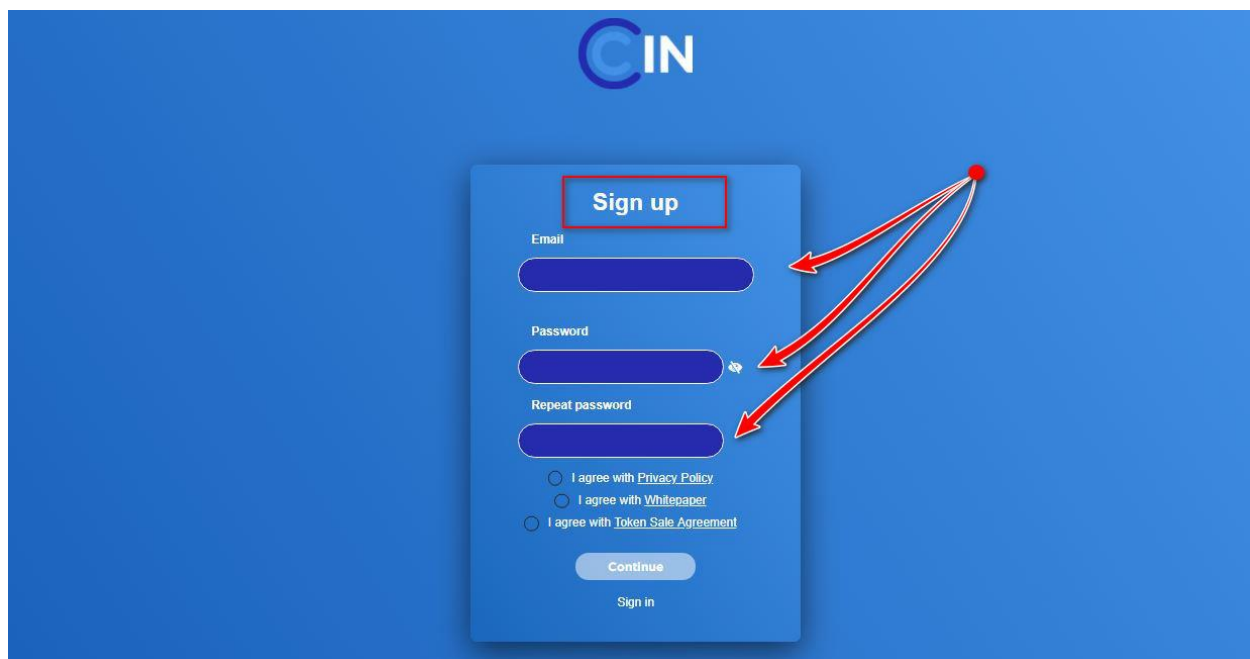 CIN
Sign up
Email
Password
Repeat password
I agree with Privacy Policy
I agree with Whitepaper
I agree with Token Sale Agreement
Continue
Sign in